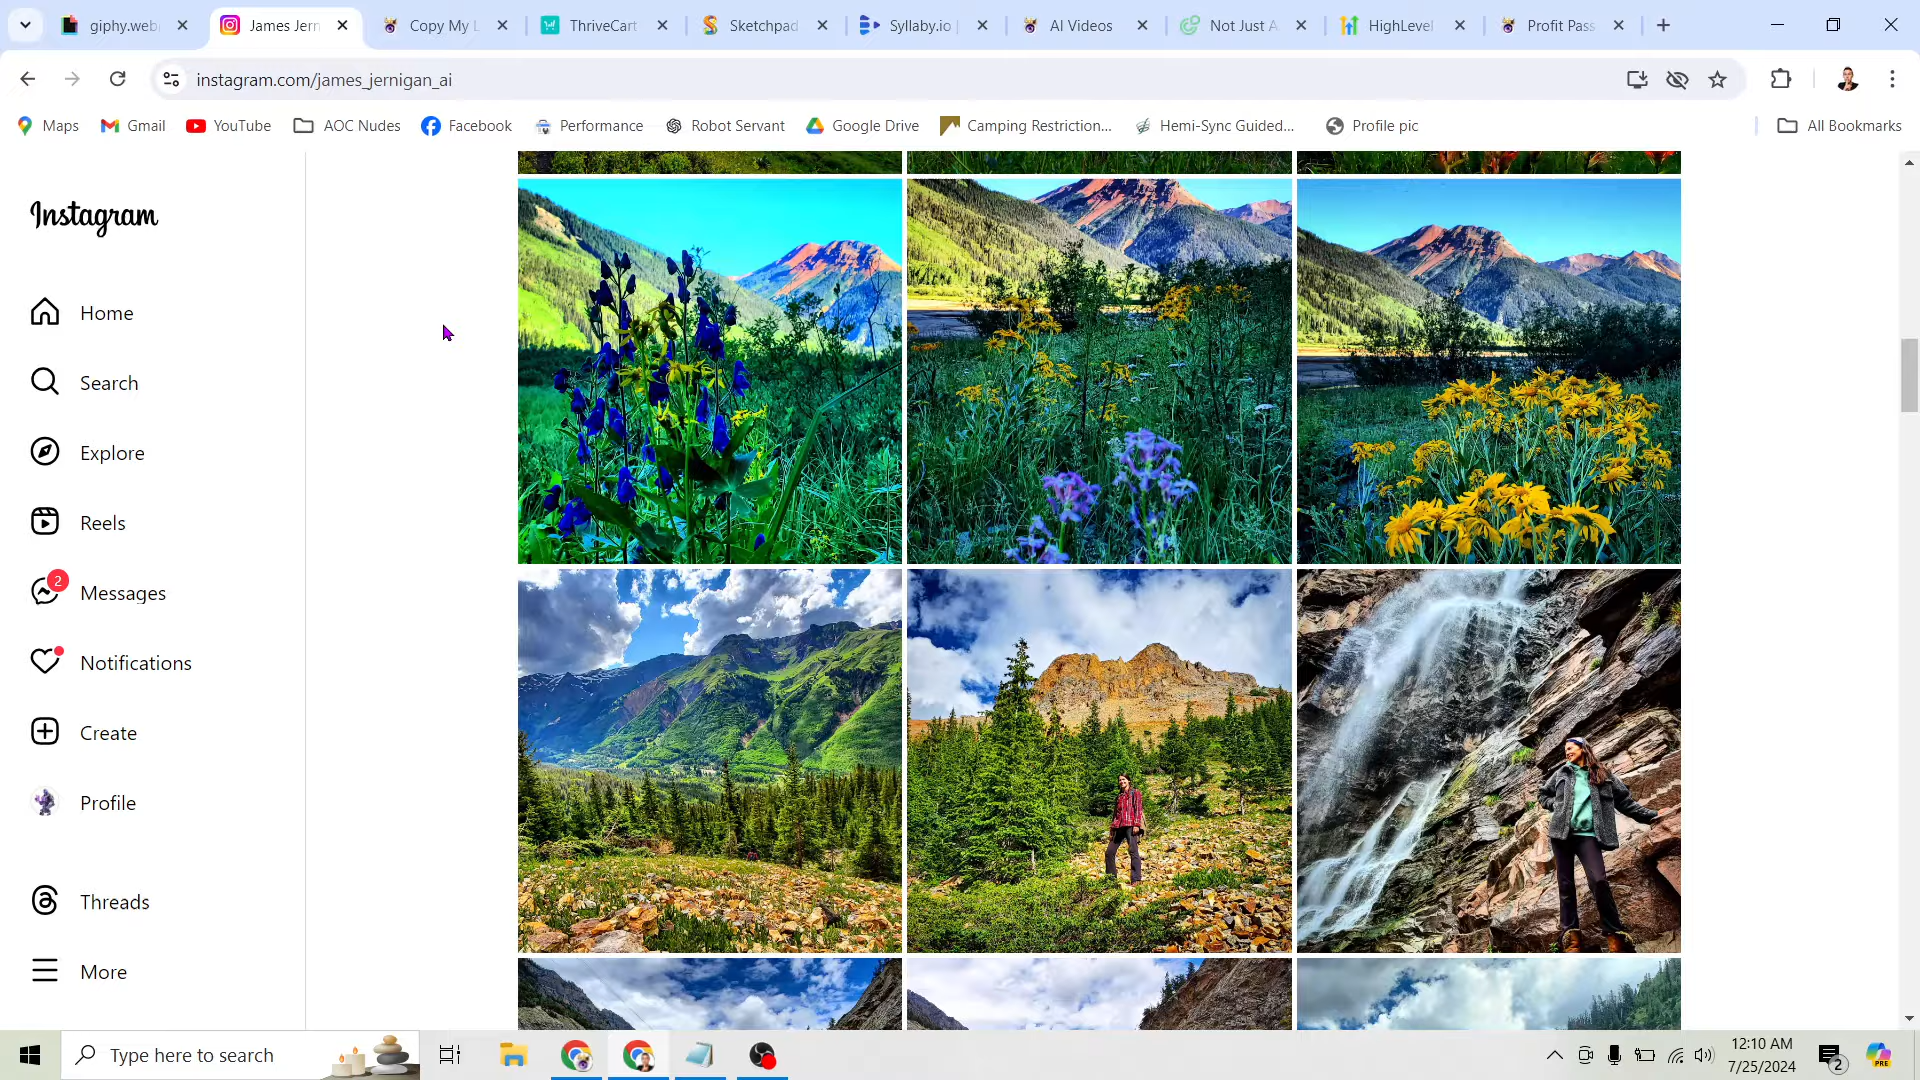 giphy.web
James Jern
Copy My L
ThriveCart
Sketchpad
Syllaby.io |
AI Videos
Not Just A
HighLevel
Profit Pass
instagram.com/james_jernigan_ai
Maps
Gmail
YouTube
AOC Nudes
Facebook
Performance
Robot Servant
Google Drive
Camping Restriction...
Hemi-Sync Guided...
Profile pic
All Bookmarks
Instagram
Home
Search
Explore
Reels
2
Messages
Notifications
Create
Profile
Threads
More
Type here to search
12:10 AM
7/25/2024
2
PRE